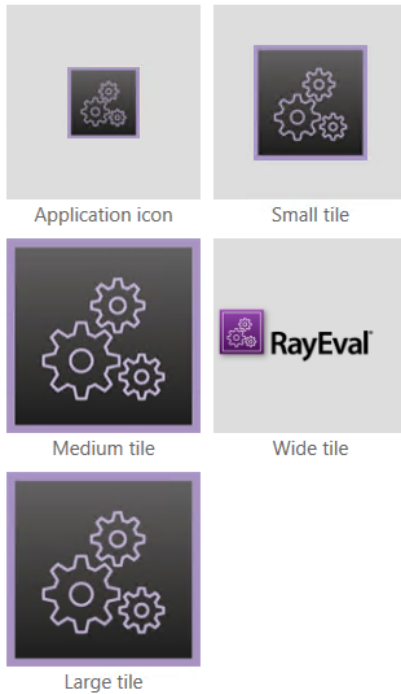 Application icon
Small tile
RayEval
Medium tile
Wide tile
Large tile